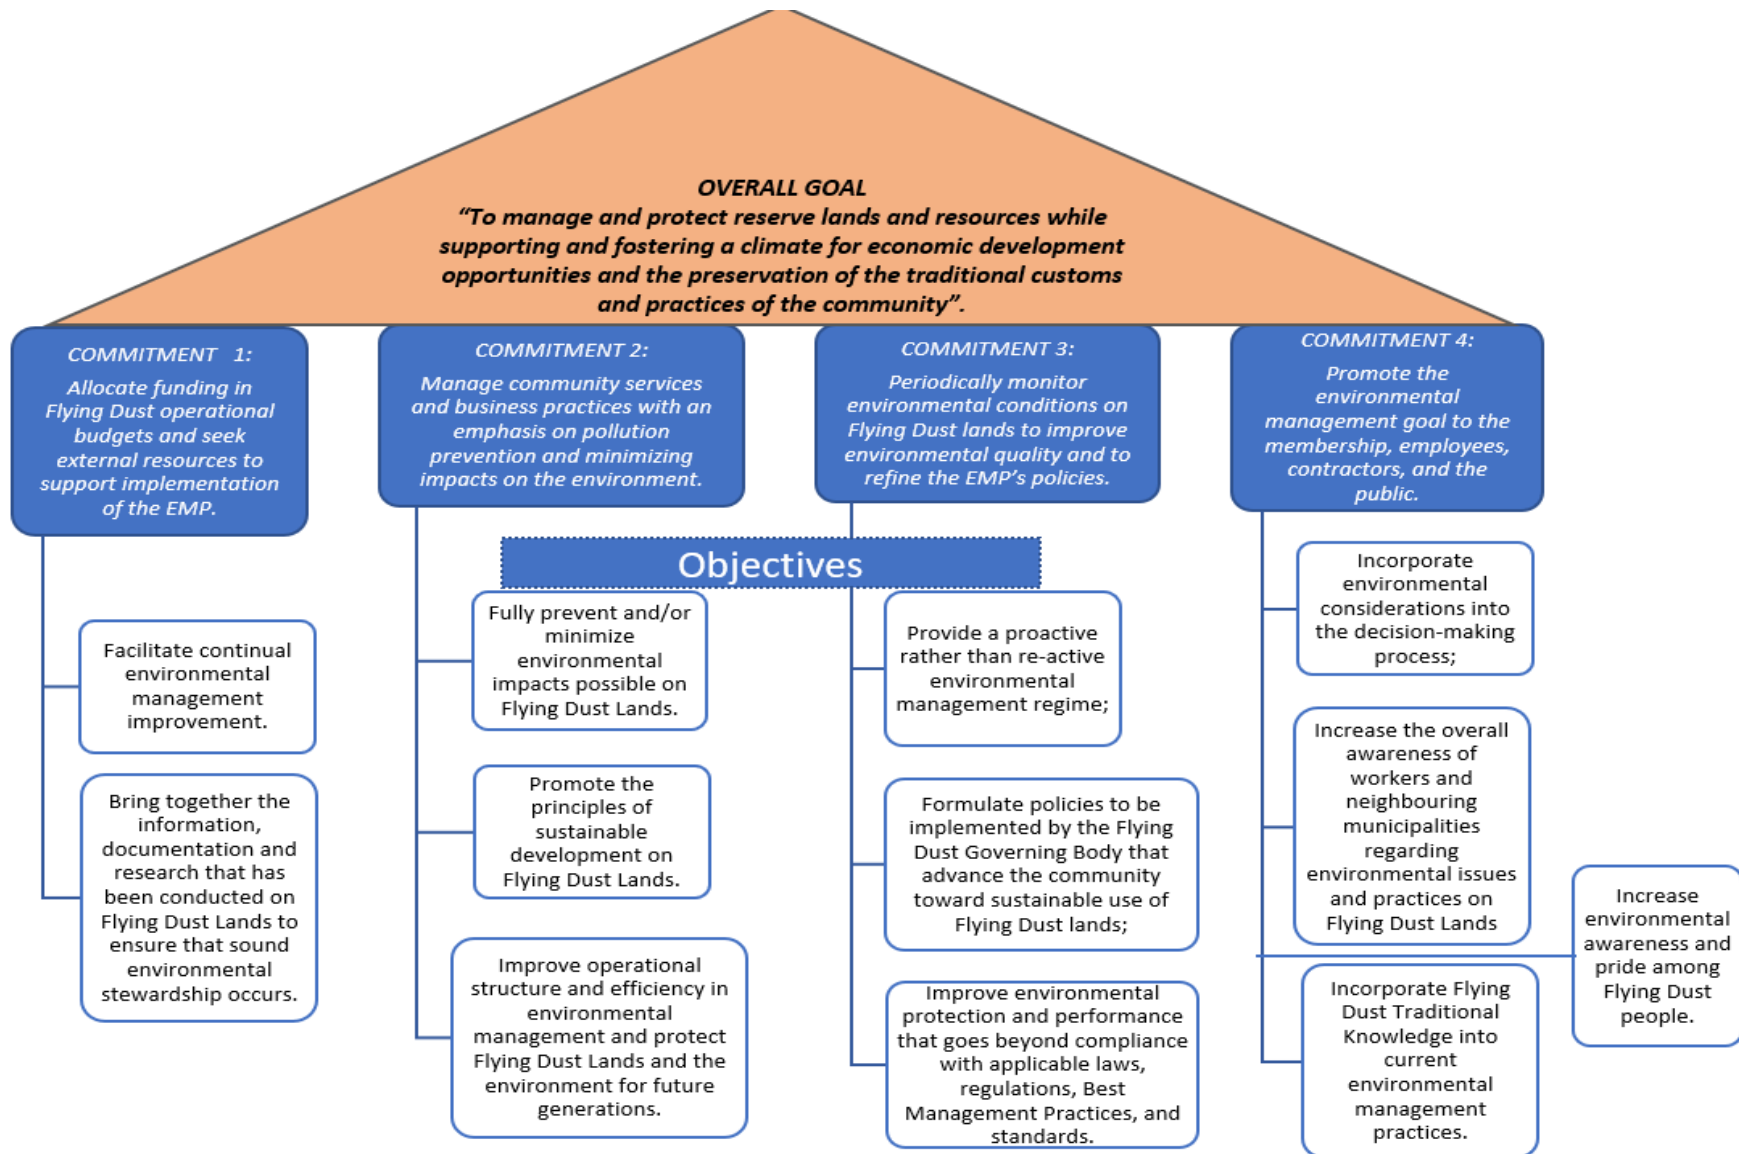 OVERALL GOAL
“To manage and protect reserve lands and resources while
supporting and fostering a climate for economic development
opportunities and the preservation of the traditional customs
and practices of the community”.
COMMITMENT 1:
Allocate funding in
Flying Dust operational
budgets and seek
external resources to
support implementation
of the EMP.
COMMITMENT 2:
Manage community services
and business practices with an
emphasis on pollution
prevention and minimizing
impacts on the environment.
COMMITMENT 3:
Periodically monitor
environmental conditions on
Flying Dust lands to improve
environmental quality and to
refine the EMP’s policies.
COMMITMENT 4:
Promote the
environmental
management goal to the
membership, employees,
contractors, and the
public.
Objectives
Facilitate continual
environmental
management
improvement.
Bring together the
information,
documentation and
research that has
been conducted on
Flying Dust Lands to
ensure that sound
environmental
stewardship occurs.
Fully prevent and/or
minimize
environmental
impacts possible on
Flying Dust Lands.
Promote the
principles of
sustainable
development on
Flying Dust Lands.
Improve operational
structure and efficiency in
environmental
management and protect
Flying Dust Lands and the
environment for future
generations.
Provide a proactive
rather than re-active
environmental
management regime;
Formulate policies to be
implemented by the Flying
Dust Governing Body that
advance the community
toward sustainable use of
Flying Dust lands;
Improve environmental
protection and performance
that goes beyond compliance
with applicable laws,
regulations, Best
Management Practices, and
standards.
Incorporate
environmental
considerations into
the decision-making
process;
Increase the overall
awareness of
workers and
neighbouring
municipalities
regarding
environmental issues
and practices on
Flying Dust Lands
Incorporate Flying
Dust Traditional
Knowledge into
current
environmental
management
practices.
Increase
environmental
awareness and
pride among
Flying Dust
people.